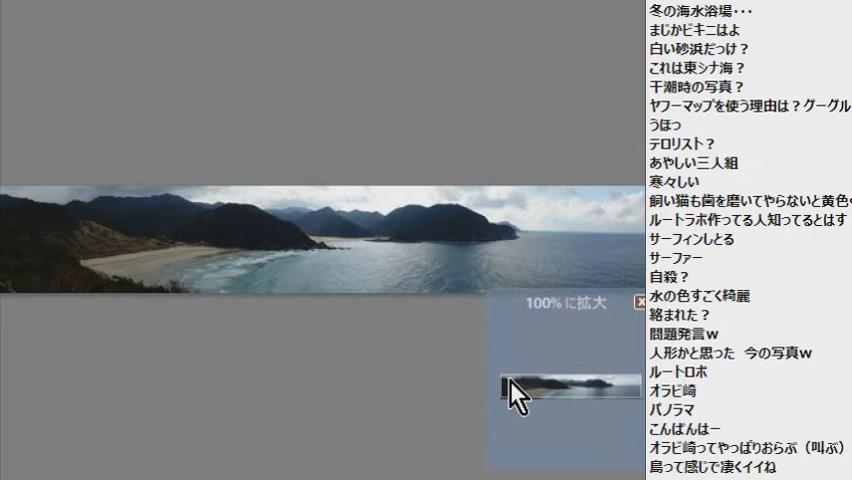 冬の海水浴場・・・
まじかビキニはよ
白い砂浜だっけ？
これは東シナ海？
干潮時の写真？
ヤフーマップを使う理由は？グーグル
うほっ
テロリスト？
あやしい三人組
寒々しい
飼い猫も歯を磨いてやらないと黄色く
ルートラボ作ってる人知ってるとはす
サーフィンしとる
サーファー
自殺？
水の色すごく綺麗
絡まれた？
問題発言ｗ
人形かと思った　今の写真ｗ
ルートロボ
オラビ崎
パノラマ
こんばんはー
オラビ崎ってやっぱりおらぶ（叫ぶ）
島って感じで凄くイイね
100% に拡大